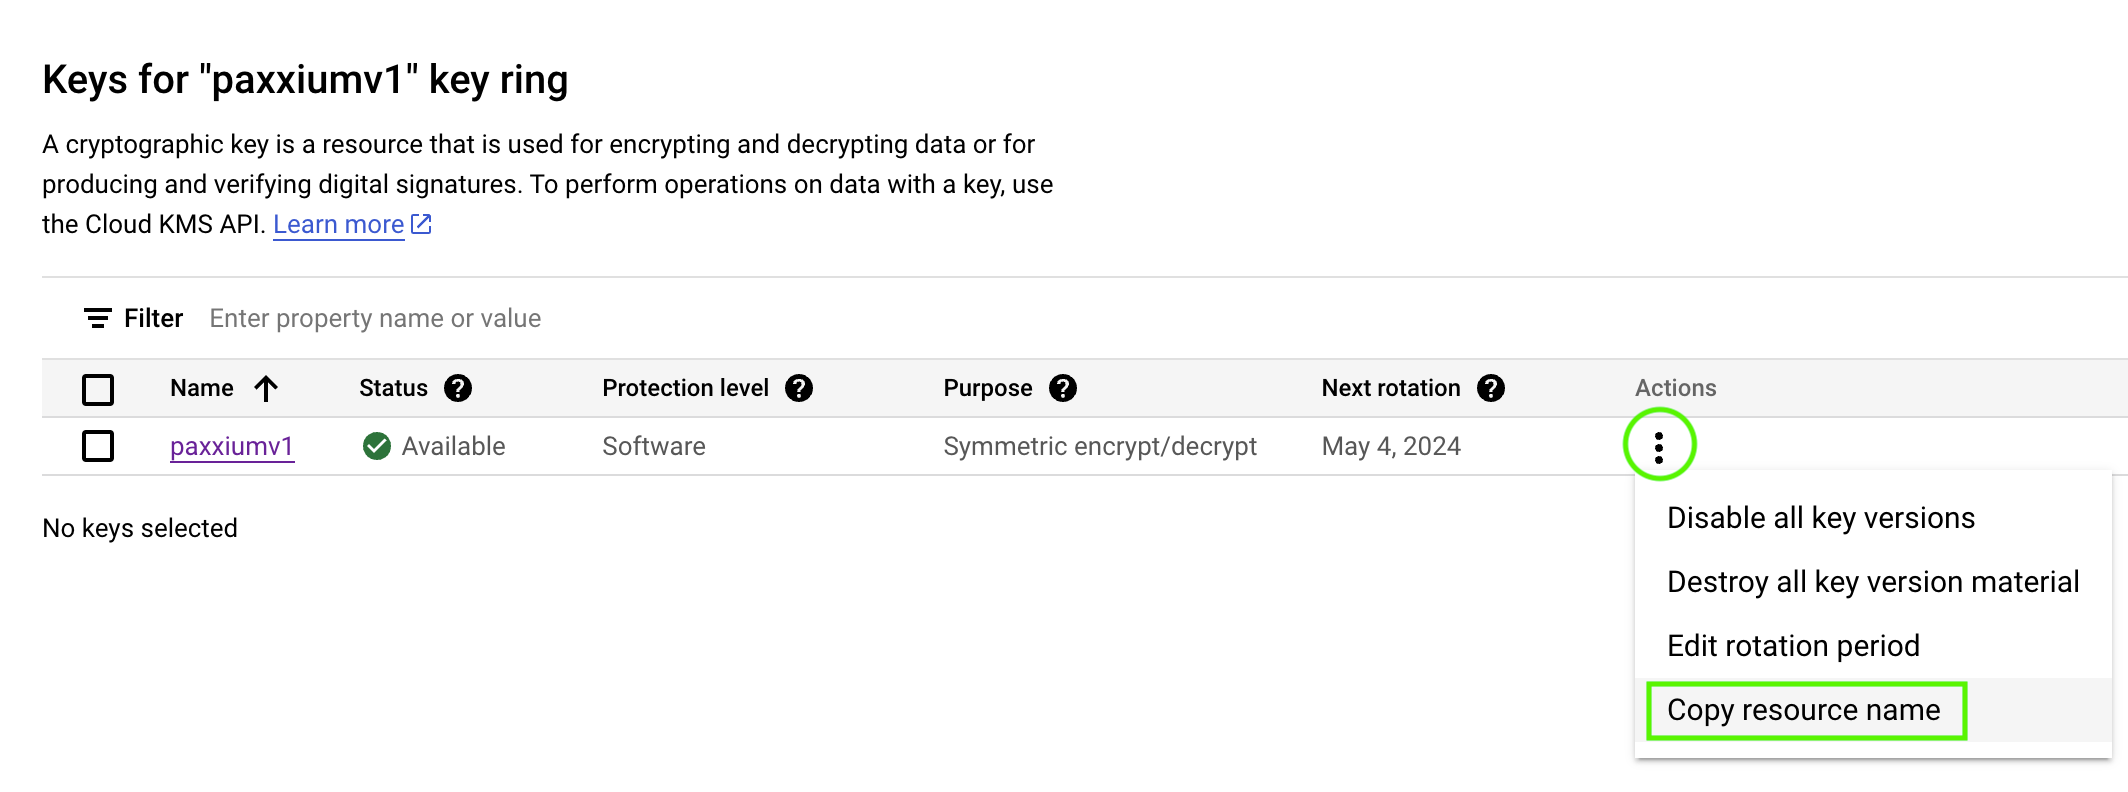 Keys for "paxxiumv1" key ring
A cryptographic key is a resource that is used for encrypting and decrypting data or for
producing and verifying digital signatures. To perform operations on data with a key, use
the Cloud KMS API. Learn more
Filter Enter property name or value
Name Status Protection level Purpose Next rotation Actions
paxxiumv1 Available Software Symmetric encrypt/decrypt May 4, 2024
No keys selected
Disable all key versions
Destroy all key version material
Edit rotation period
Copy resource name